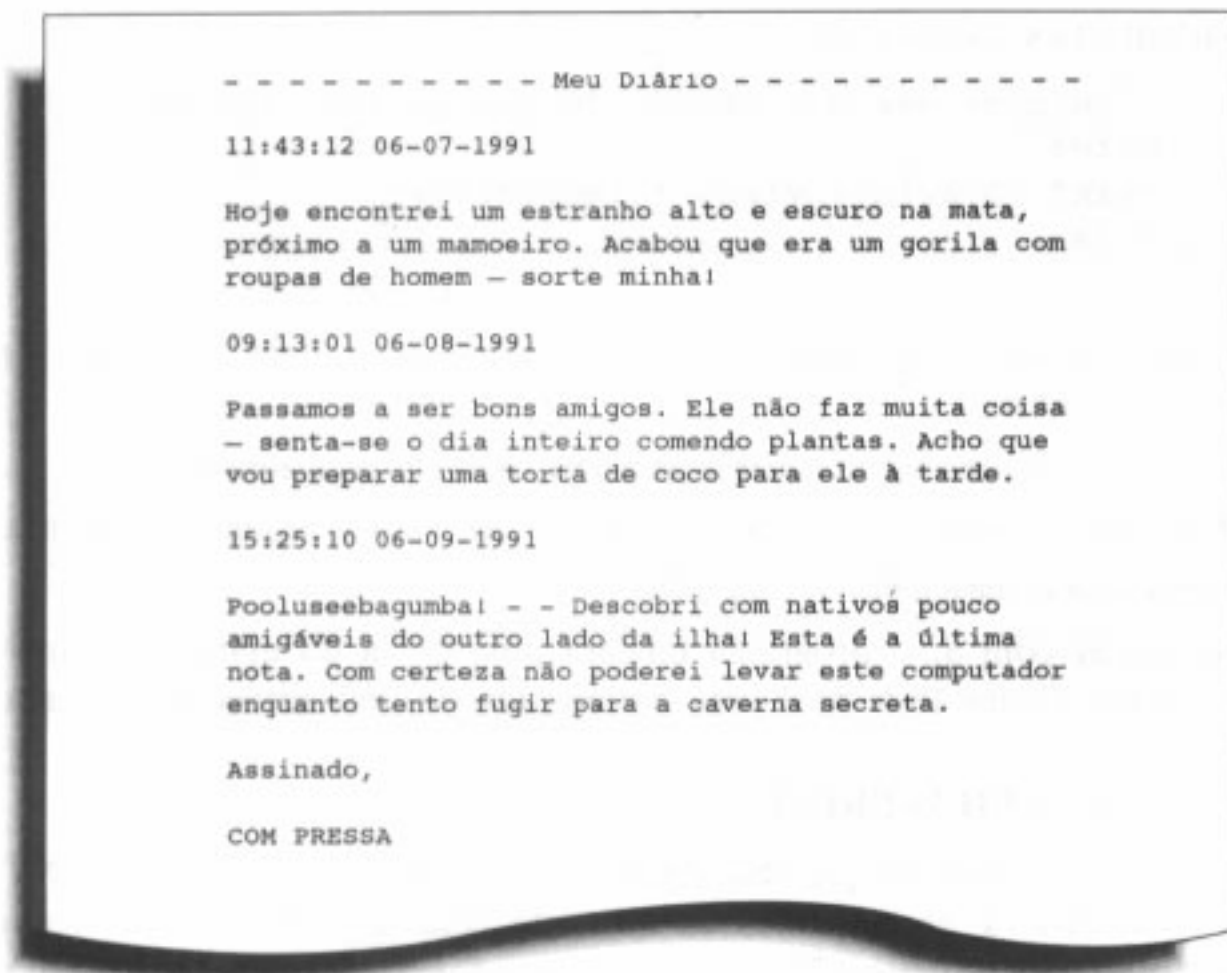 - - - - - - - - - - Meu Diário - - - - - - - - - - -
11:43:12 06-07-1991
Hoje encontrei um estranho alto e escuro na mata,
próximo a um mamoeiro. Acabou que era um gorila com
roupas de homem — sorte minha!
09:13:01 06-08-1991
Passamos a ser bons amigos. Ele não faz muita coisa
— senta-se o dia inteiro comendo plantas. Acho que
vou preparar uma torta de coco para ele à tarde.
15:25:10 06-09-1991
Pooluseebagumba! - - Descobri com nativos pouco
amigáveis do outro lado da ilha! Esta é a última
nota. Com certeza não poderei levar este computador
enquanto tento fugir para a caverna secreta.
Assinado,
COM PRESSA